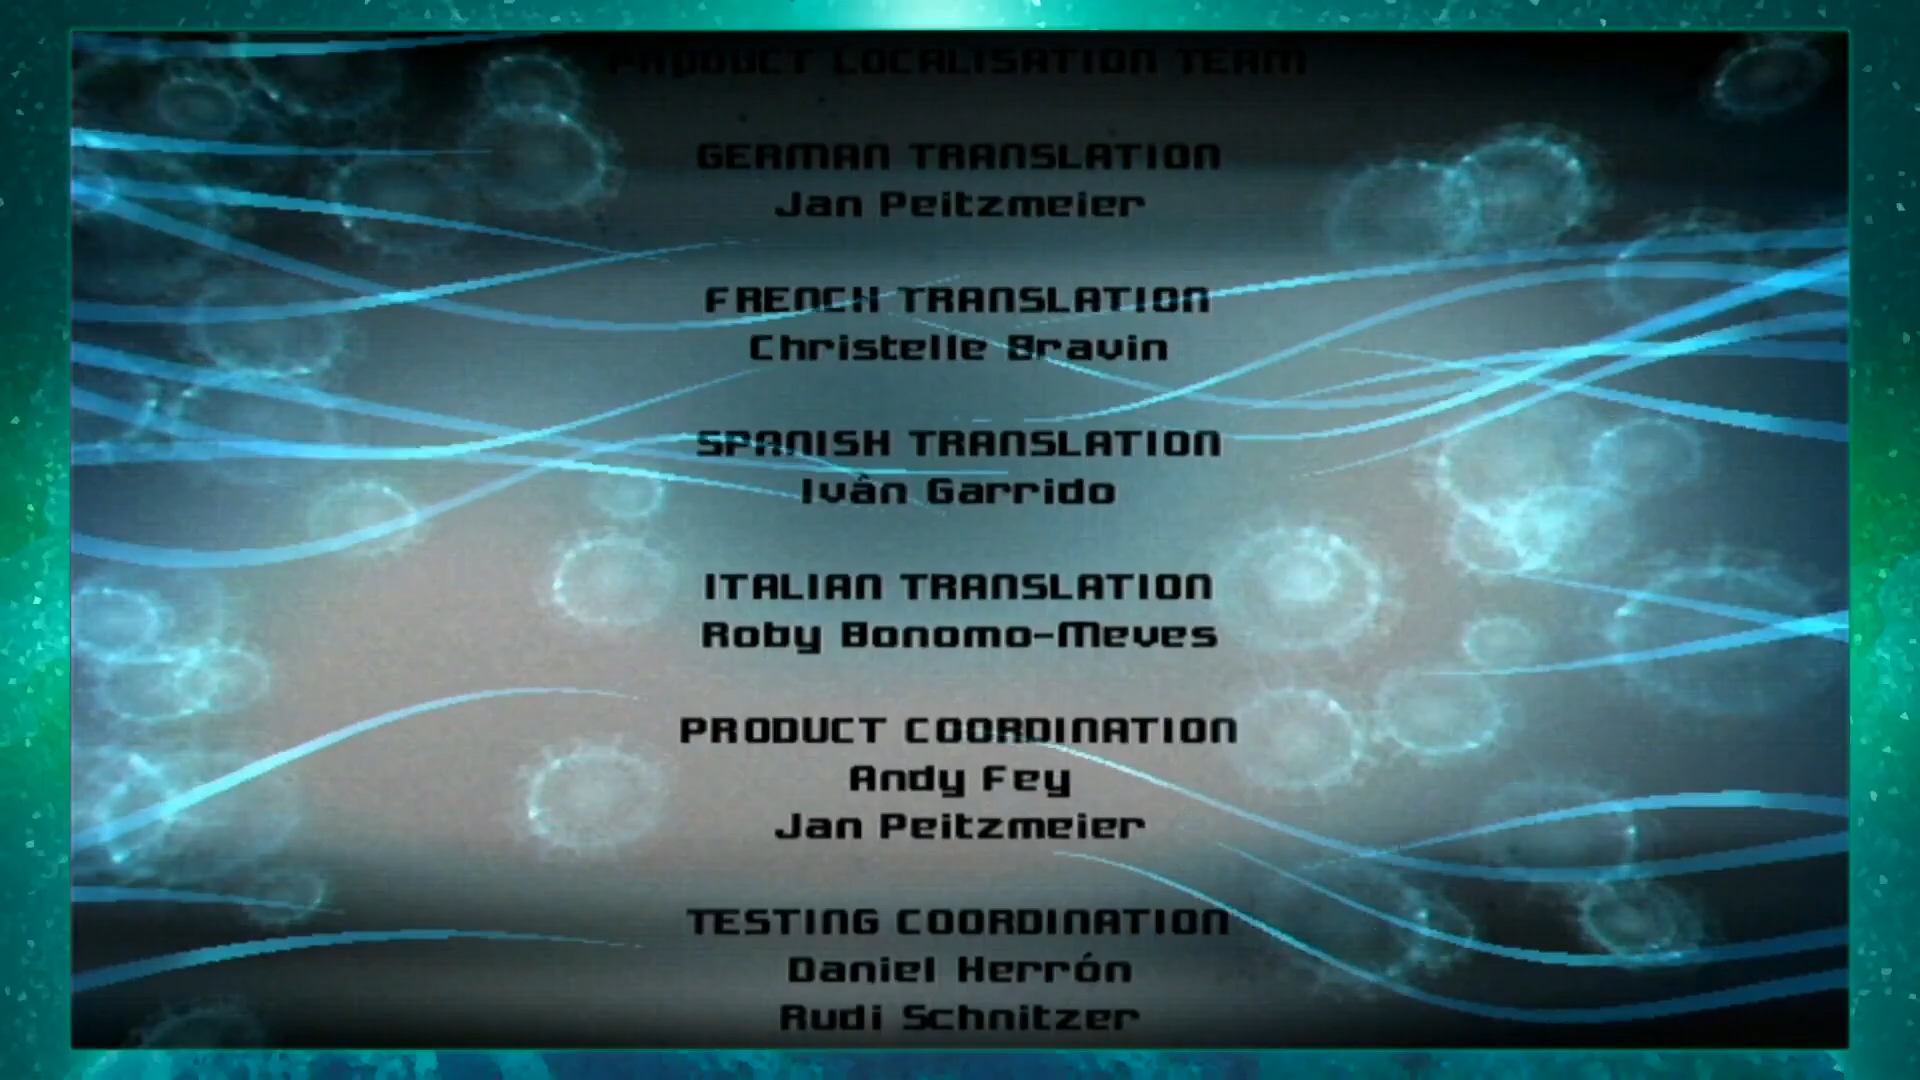 PRODUCT LOCALISATION TEAM
GERMAN TRANSLATION
Jan Peitzmeier
FRENCH TRANSLATION
Christelle Bravin
SPANISH TRANSLATION
Iván Garrido
ITALIAN TRANSLATION
Roby Bonomo-Meves
PRODUCT COORDINATION
Andy Fey
Jan Peitzmeier
TESTING COORDINATION
Daniel Herrón
Rudi Schnitzer